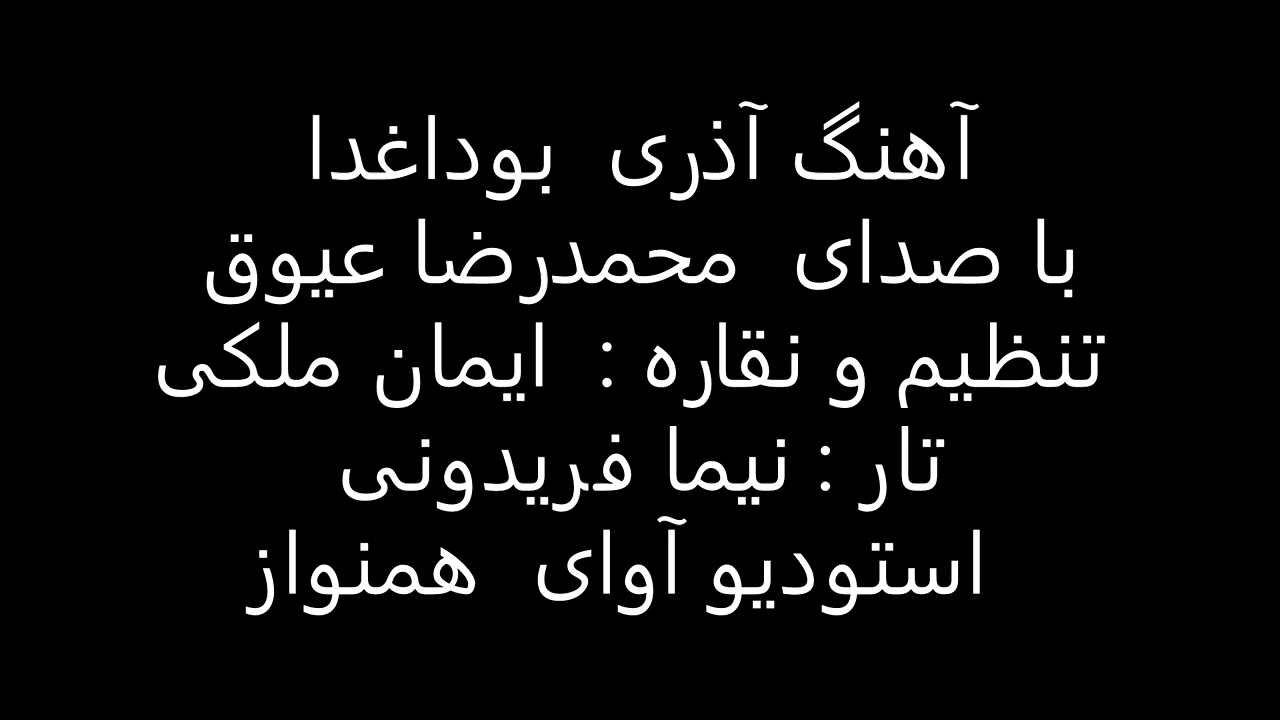 آهنگ آذری بوداغدا
با صدای محمدرضا عیوق
تنظیم و نقاره : ایمان ملکی
تار : نیما فریدونی
استودیو آوای همنواز